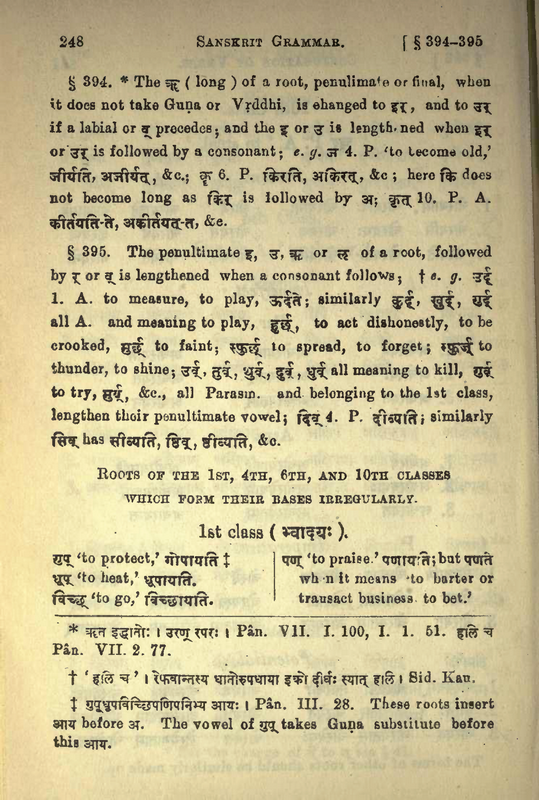 248 SANSKRIT GRAMMAR. [ § 394-395
§ 394. * The ॠ ( long ) of a root, penulimate or final, when
it does not take Guṇa or Vṛddhi, is changed to इर्, and to उर्
if a labial or व् precedes; and the इ or उ is length.ned when इर्
or उर् is followed by a consonant; e. g. जॄ 4. P. 'to become old,'
जीर्यति, अजीर्यत्, &c.; कॄ 6. P. किरति, अकिरत्, &c ; here कि does
not become long as किर् is followed by अ; कॄत् 10. P. A.
कीर्तयति-ते, अकीर्तयत्-त, &c.
§ 395. The penultimate इ, उ, ऋ or ऌ of a root, followed
by र् or व् is lengthened when a consonant follows; † e. g. उर्द्
1. A. to measure, to play, ऊर्दते; similarly कुर्द्, खुर्द्, गुर्द्
all A. and meaning to play, हुर्छ्, to act dishonestly, to be
crooked, मुर्छ् to faint; स्फुर्छ् to spread, to forget; स्फुर्ज् to
thunder, to shine; उर्व्, तुर्व्, थुर्व्, दुर्व्, धुर्व् all meaning to kill, गुर्व्
to try, मुर्व्, &c., all Parasm. and belonging to the 1st class,
lengthen their penultimate vowel; दिव् 4. P. दीव्यति; similarly
सिव् has सीव्यति, ष्ठिव्, ष्ठीव्यति, &c.
ROOTS OF THE 1ST, 4TH, 6TH, AND 10TH CLASSES
WHICH FORM THEIR BASES IRREGULARLY.
1st class ( भ्वादयः ).
गुप् 'to protect,' गोपायति ‡
धूप् 'to heat,' धूपायति.
विच्छ् 'to go,' विच्छायति.
पण् 'to praise.' पणायति; but पणते
wh n it means 'to barter or
transact business to bet.'
* ऋत इद्धातोः । उरण् रपरः । Pân. VII. I. 100, I. 1. 51. हलि च
Pân. VII. 2. 77.
† 'हलि च' । रेफवान्तस्य धातोरुपधाया इको दीर्घः स्यात् हलि । Sid. Kau.
‡ गुपूधूपविच्छिपणिपनिभ्य आयः । Pân. III. 28. These roots insert
आय before अ. The vowel of गुप् takes Guṇa substitute before
this आय.